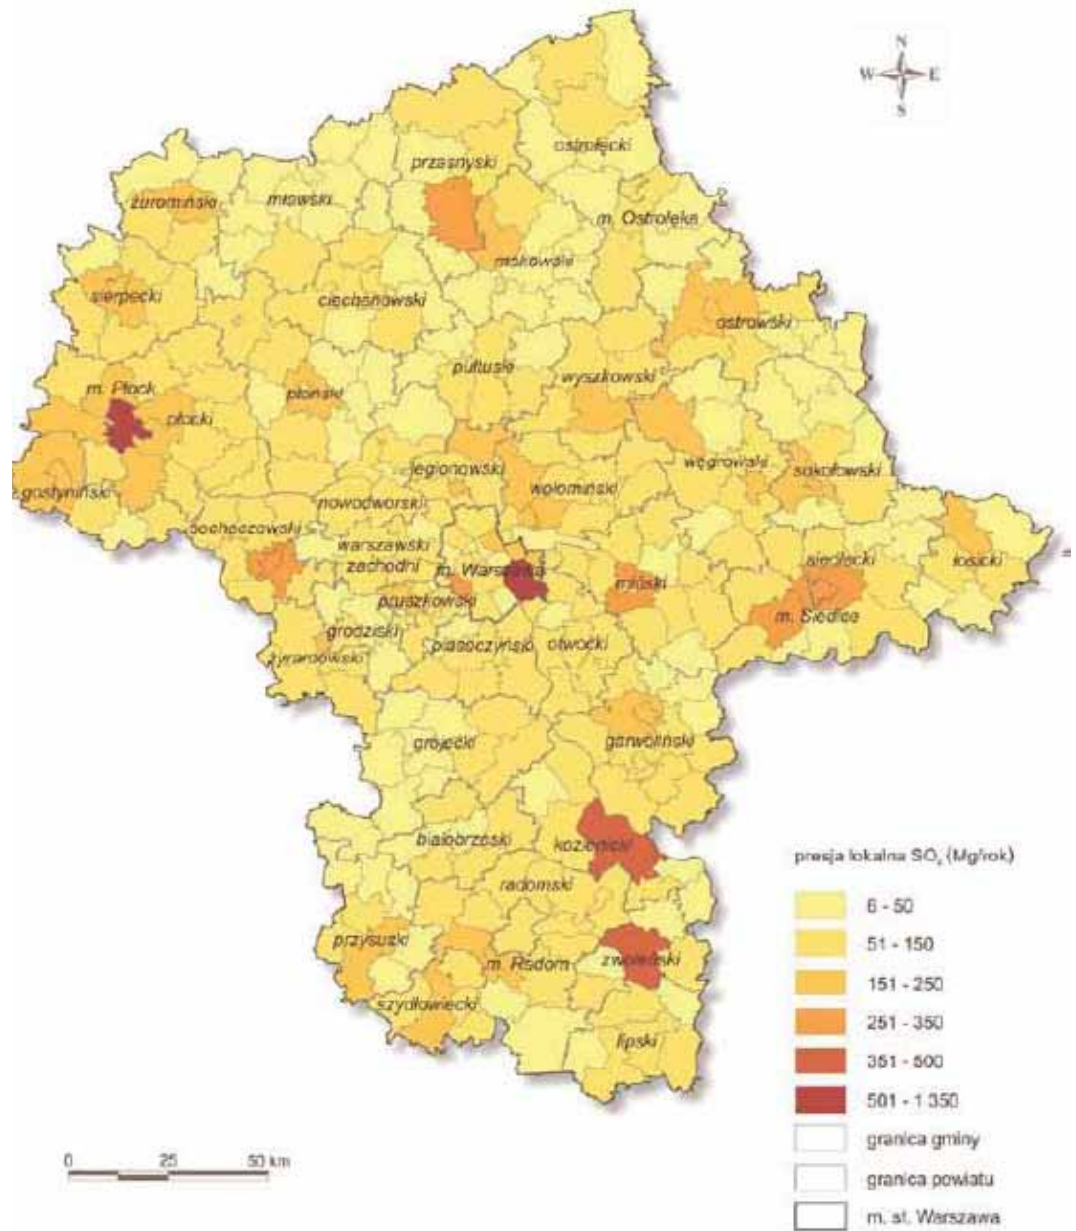 N
W E
S
ostrołęcki
przasnyski
żuromiński
mławski
m. Ostrołęka
makowski
sierpecki
ciechanowski
ostrowski
pułtuski
wyszkowski
m. Płock
płoński
płocki
węgrowski
sokołowski
legionowski
gostyniński
wołomiński
nowodworski
sochaczewski
warszawski
zachodni
siedlecki
łosicki
m. Warszawa
miński
pruszkowski
m. Siedlce
grodziski
piaseczyński
otwocki
żyrardowski
grójecki
garwoliński
białobrzeski
kozienicki
presja lokalna SOₓ (Mg/rok)
radomski
6 - 50
przysuski
51 - 150
m. Radom
zwoleński
151 - 250
szydłowiecki
251 - 350
lipski
351 - 500
501 - 1 350
granica gminy
0 25 50 km
granica powiatu
m. st. Warszawa